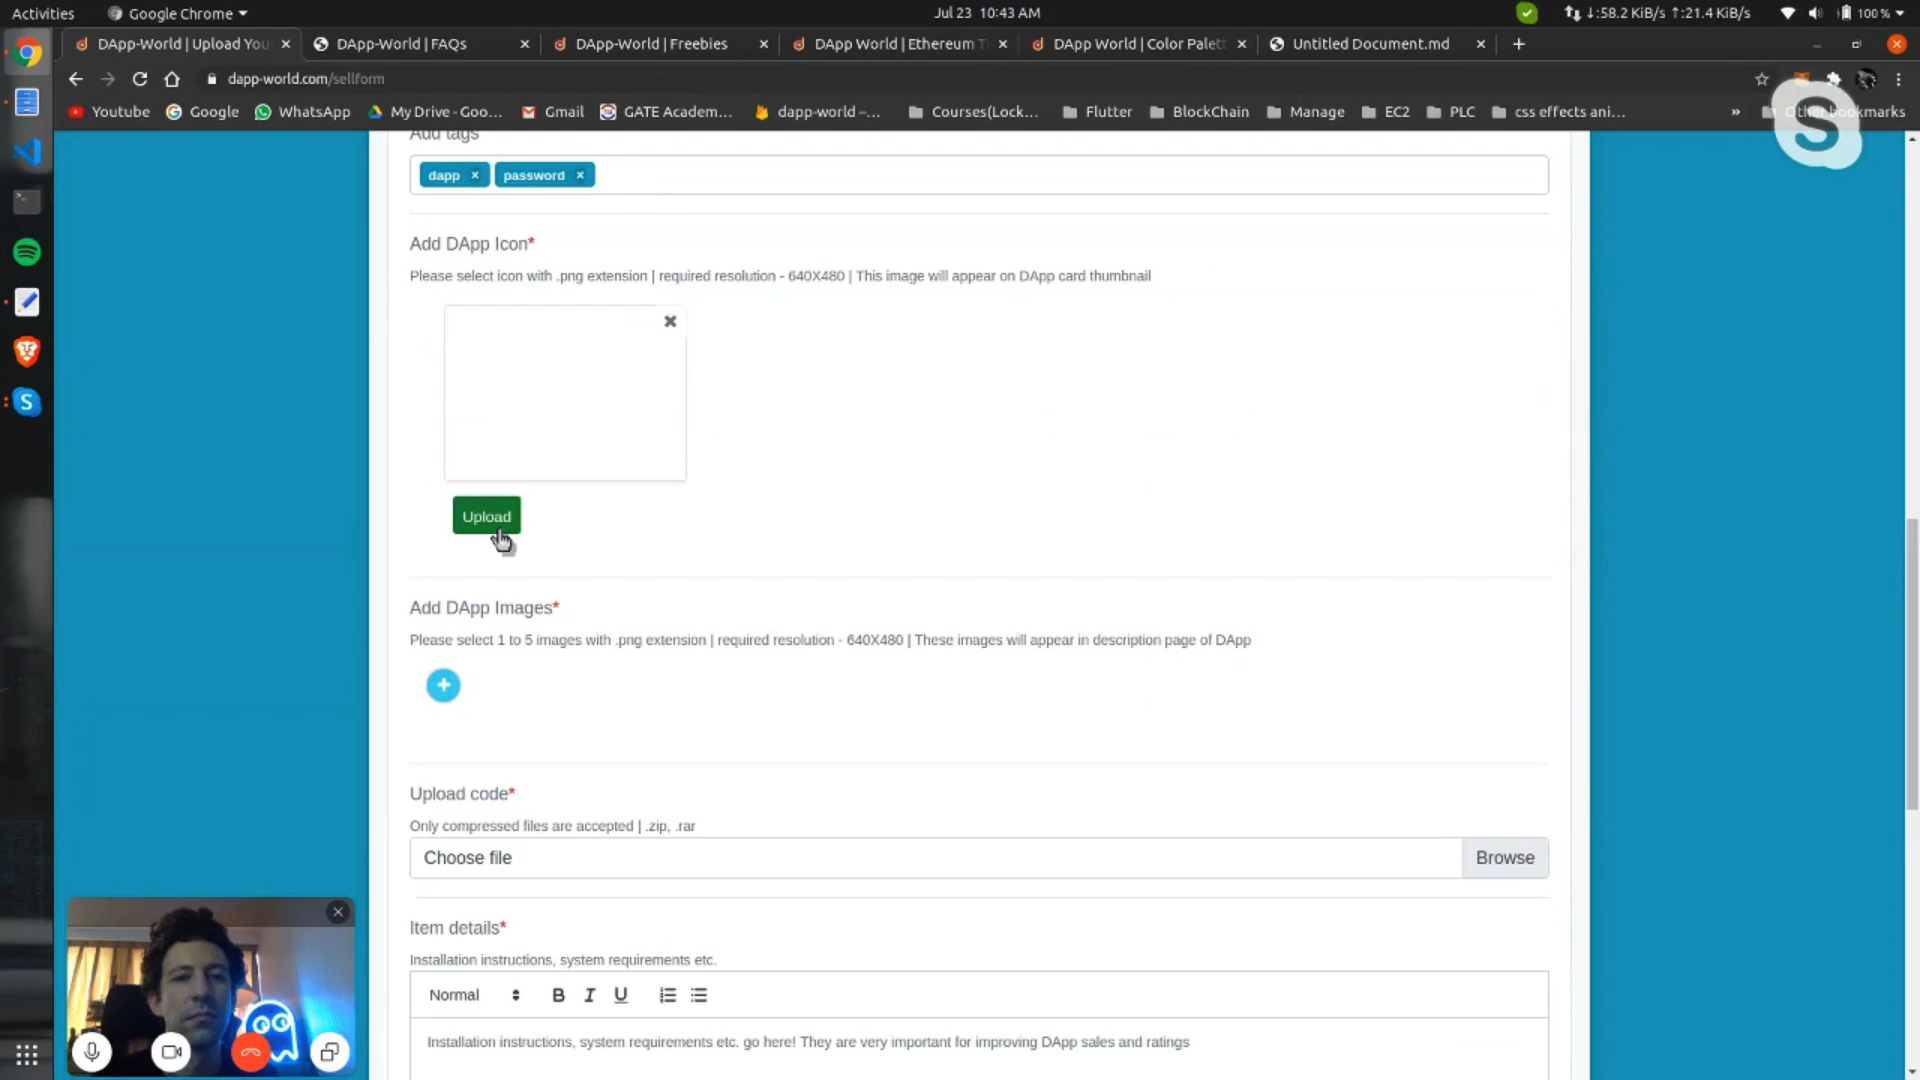 Activities
Google Chrome
Jul 23 10:43 AM
↓:58.2 KiB/s ↑:21.4 KiB/s
100 %
DApp-World | Upload You
DApp-World | FAQs
DApp-World | Freebies
DApp World | Ethereum T
DApp World | Color Palett
Untitled Document.md
dapp-world.com/sellform
Youtube
Google
WhatsApp
My Drive - Goo...
Gmail
GATE Academ...
dapp-world –...
Courses(Lock...
Flutter
BlockChain
Manage
EC2
PLC
css effects ani...
»
Other bookmarks
Add tags
dapp ×
password ×
Add DApp Icon*
Please select icon with .png extension | required resolution - 640X480 | This image will appear on DApp card thumbnail
Upload
Add DApp Images*
Please select 1 to 5 images with .png extension | required resolution - 640X480 | These images will appear in description page of DApp
Upload code*
Only compressed files are accepted | .zip, .rar
Choose file
Browse
Item details*
Installation instructions, system requirements etc.
Normal
B I U
Installation instructions, system requirements etc. go here! They are very important for improving DApp sales and ratings